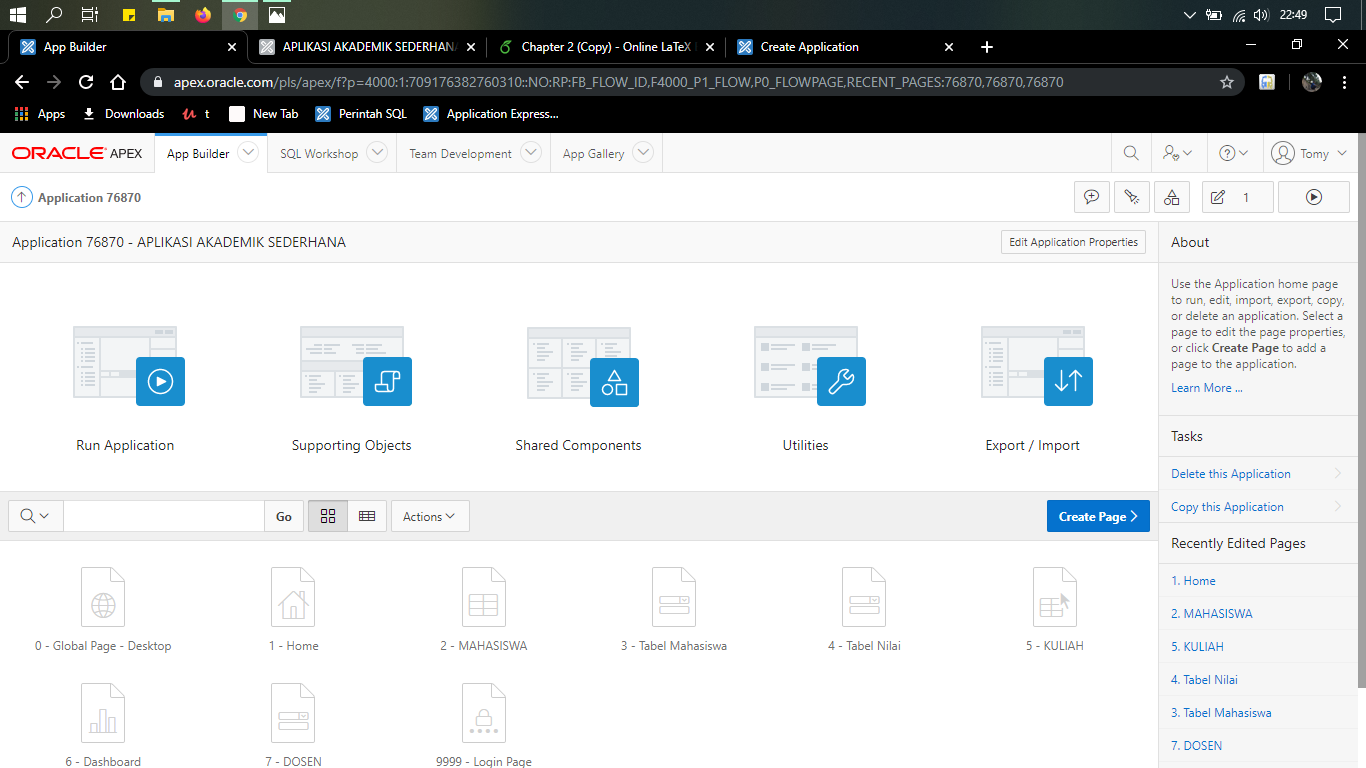 22:49
App Builder
APLIKASI AKADEMIK SEDERHANA
Chapter 2 (Copy) - Online LaTeX
Create Application
apex.oracle.com/pls/apex/f?p=4000:1:709176382760310::NO:RP:FB_FLOW_ID,F4000_P1_FLOW,P0_FLOWPAGE,RECENT_PAGES:76870,76870,76870
Apps Downloads t New Tab Perintah SQL Application Express...
ORACLE APEX App Builder SQL Workshop Team Development App Gallery Tomy
Application 76870 1
Application 76870 - APLIKASI AKADEMIK SEDERHANA
Edit Application Properties
Run Application
Supporting Objects
Shared Components
Utilities
Export / Import
Go
Actions
Create Page
0 - Global Page - Desktop
1 - Home
2 - MAHASISWA
3 - Tabel Mahasiswa
4 - Tabel Nilai
5 - KULIAH
6 - Dashboard
7 - DOSEN
9999 - Login Page
About
Use the Application home page
to run, edit, import, export, copy,
or delete an application. Select a
page to edit the page properties,
or click Create Page to add a
page to the application.
Learn More ...
Tasks
Delete this Application
Copy this Application
Recently Edited Pages
1. Home
2. MAHASISWA
5. KULIAH
4. Tabel Nilai
3. Tabel Mahasiswa
7. DOSEN